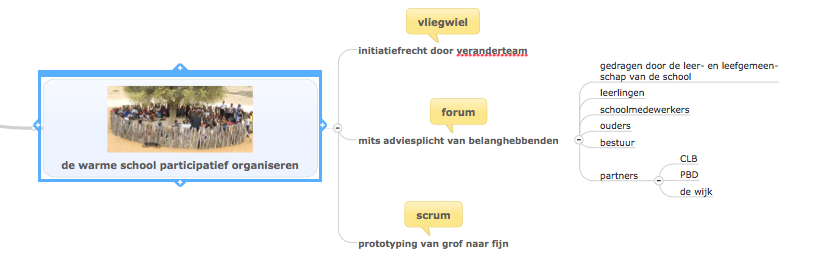 vliegwiel
initiatiefrecht door veranderteam
gedragen door de leer- en leefgemeen-
schap van de school
leerlingen
forum
schoolmedewerkers
ouders
mits adviesplicht van belanghebbenden
bestuur
de warme school participatief organiseren
CLB
partners
PBD
de wijk
scrum
prototyping van grof naar fijn